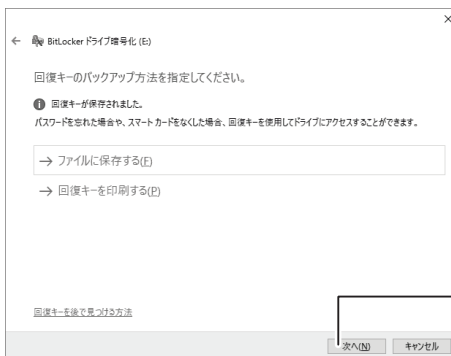 BitLocker ドライブ暗号化 (E:)
回復キーのバックアップ方法を指定してください。
回復キーが保存されました。
パスワードを忘れた場合や、スマート カードをなくした場合、回復キーを使用してドライブにアクセスすることができます。
→ ファイルに保存する(F)
→ 回復キーを印刷する(P)
回復キーを後で見つける方法
次へ(N) キャンセル